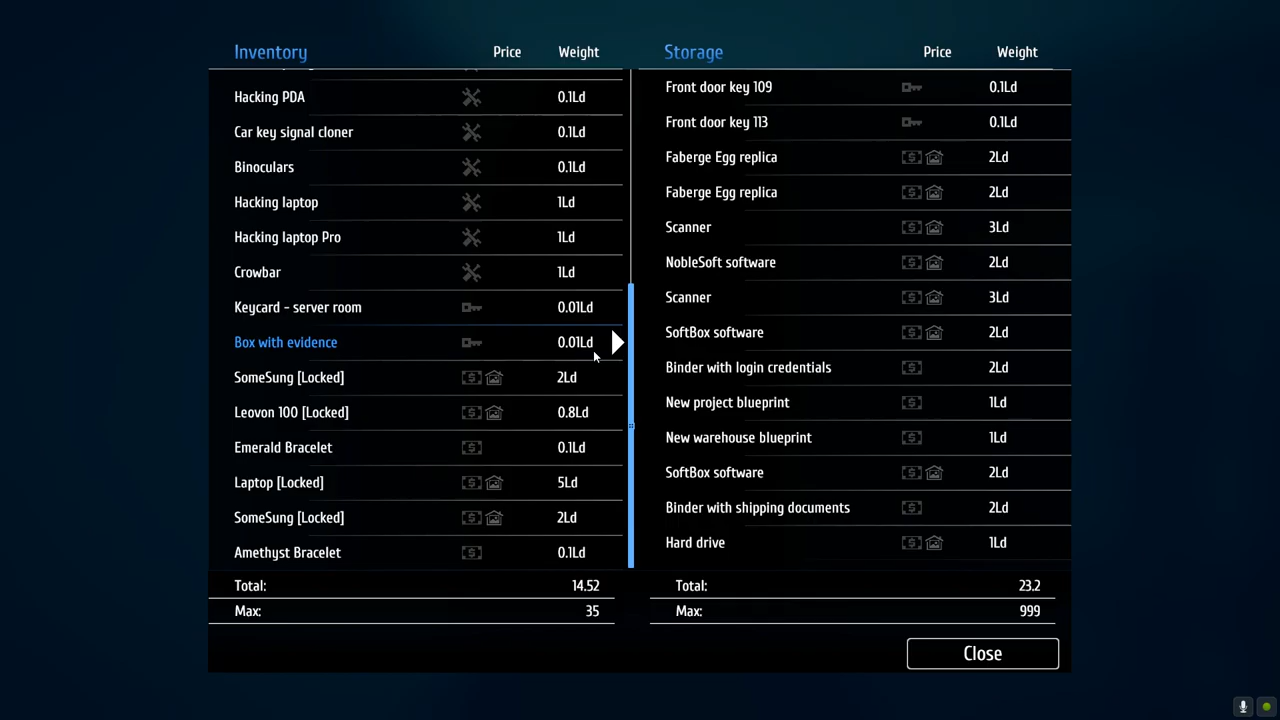 Inventory Price Weight
Hacking PDA 0.1Ld
Car key signal cloner 0.1Ld
Binoculars 0.1Ld
Hacking laptop 1Ld
Hacking laptop Pro 1Ld
Crowbar 1Ld
Keycard - server room 0.01Ld
Box with evidence 0.01Ld
SomeSung [Locked] 2Ld
Leovon 100 [Locked] 0.8Ld
Emerald Bracelet 0.1Ld
Laptop [Locked] 5Ld
SomeSung [Locked] 2Ld
Amethyst Bracelet 0.1Ld
Total: 14.52
Max: 35
Storage Price Weight
Front door key 109 0.1Ld
Front door key 113 0.1Ld
Faberge Egg replica 2Ld
Faberge Egg replica 2Ld
Scanner 3Ld
NobleSoft software 2Ld
Scanner 3Ld
SoftBox software 2Ld
Binder with login credentials 2Ld
New project blueprint 1Ld
New warehouse blueprint 1Ld
SoftBox software 2Ld
Binder with shipping documents 2Ld
Hard drive 1Ld
Total: 23.2
Max: 999
Close